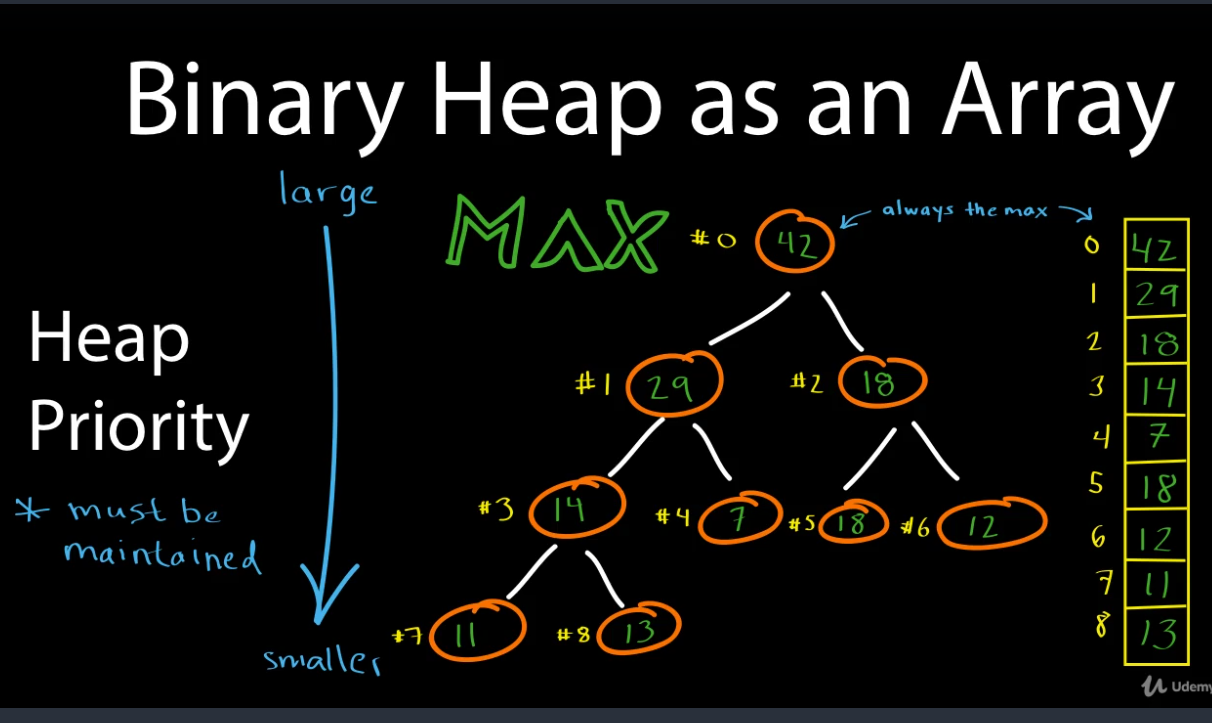 Binary Heap as an Array
large
MAX
always the max
Heap
Priority
* must be
maintained
smaller
#0 42
#1 29
#2 18
#3 14
#4 7
#5 18
#6 12
#7 11
#8 13
0 42
1 29
2 18
3 14
4 7
5 18
6 12
7 11
8 13
Udemy